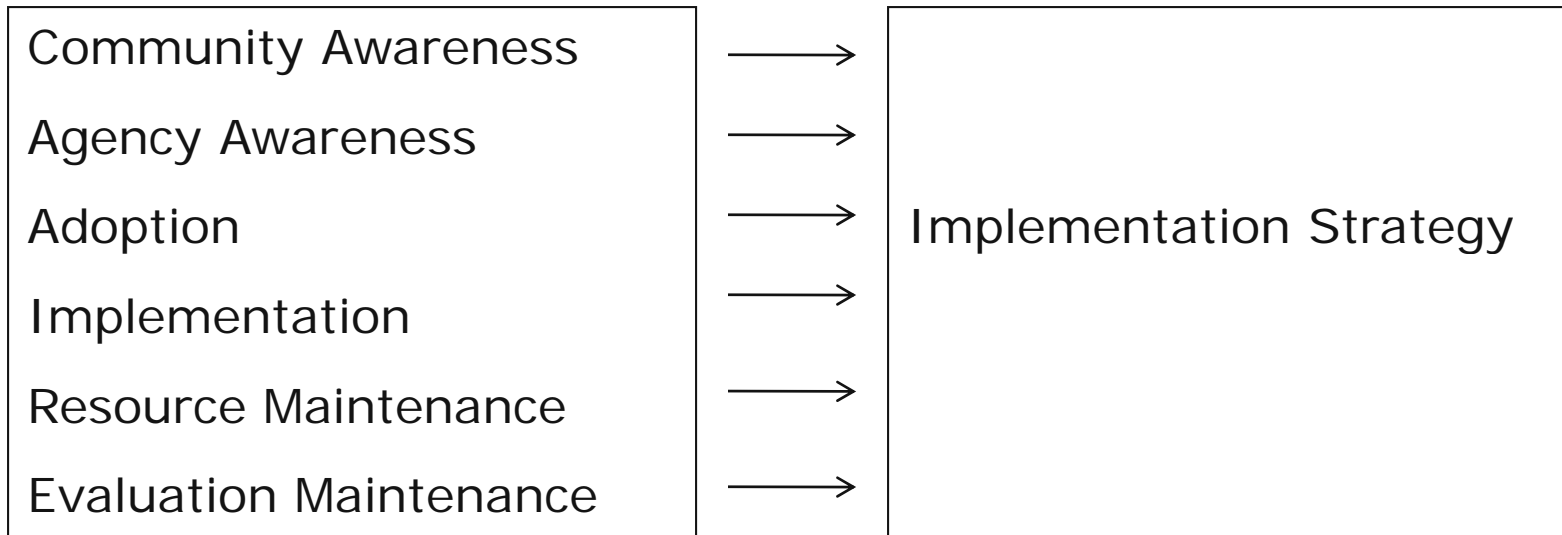 Community Awareness
Agency Awareness
Adoption
Implementation
Resource Maintenance
Evaluation Maintenance
Implementation Strategy